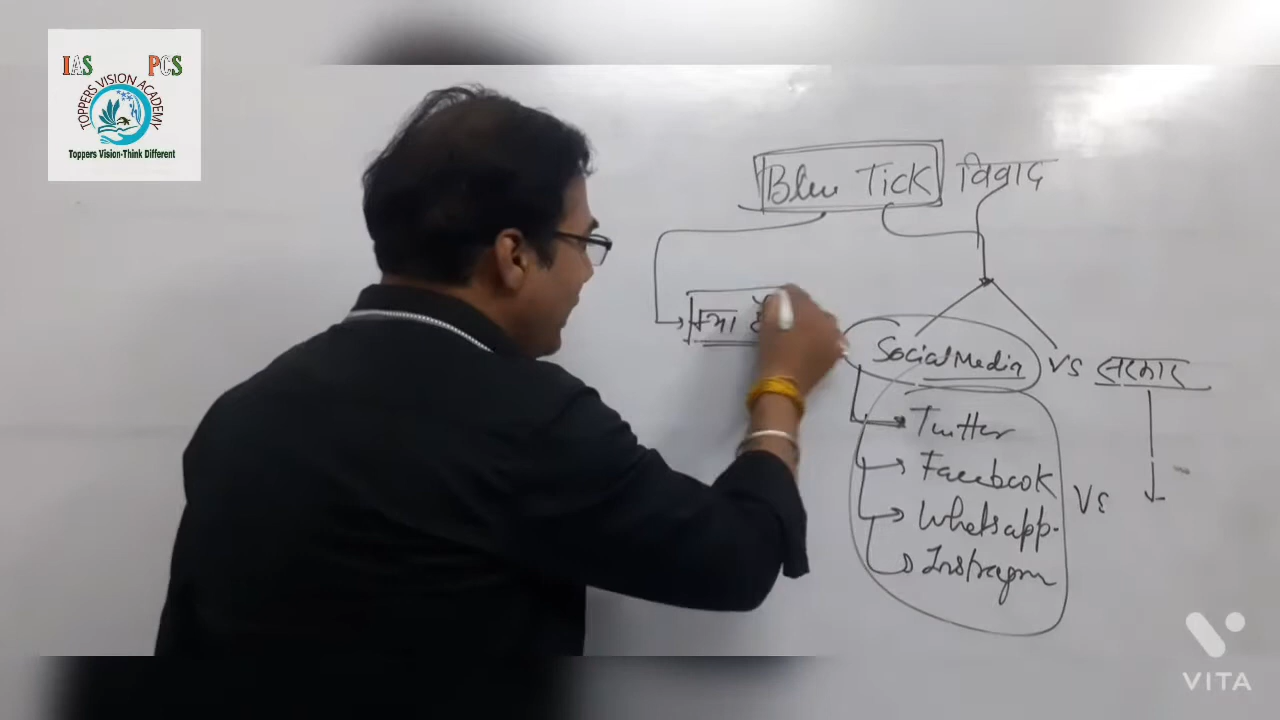 IAS PCS
TOPPERS VISION ACADEMY
Toppers Vision-Think Different
Blue Tick विवाद
क्या है
Social Media VS सरकार
Twitter
Facebook VS
Whatsapp.
Instragm
VITA